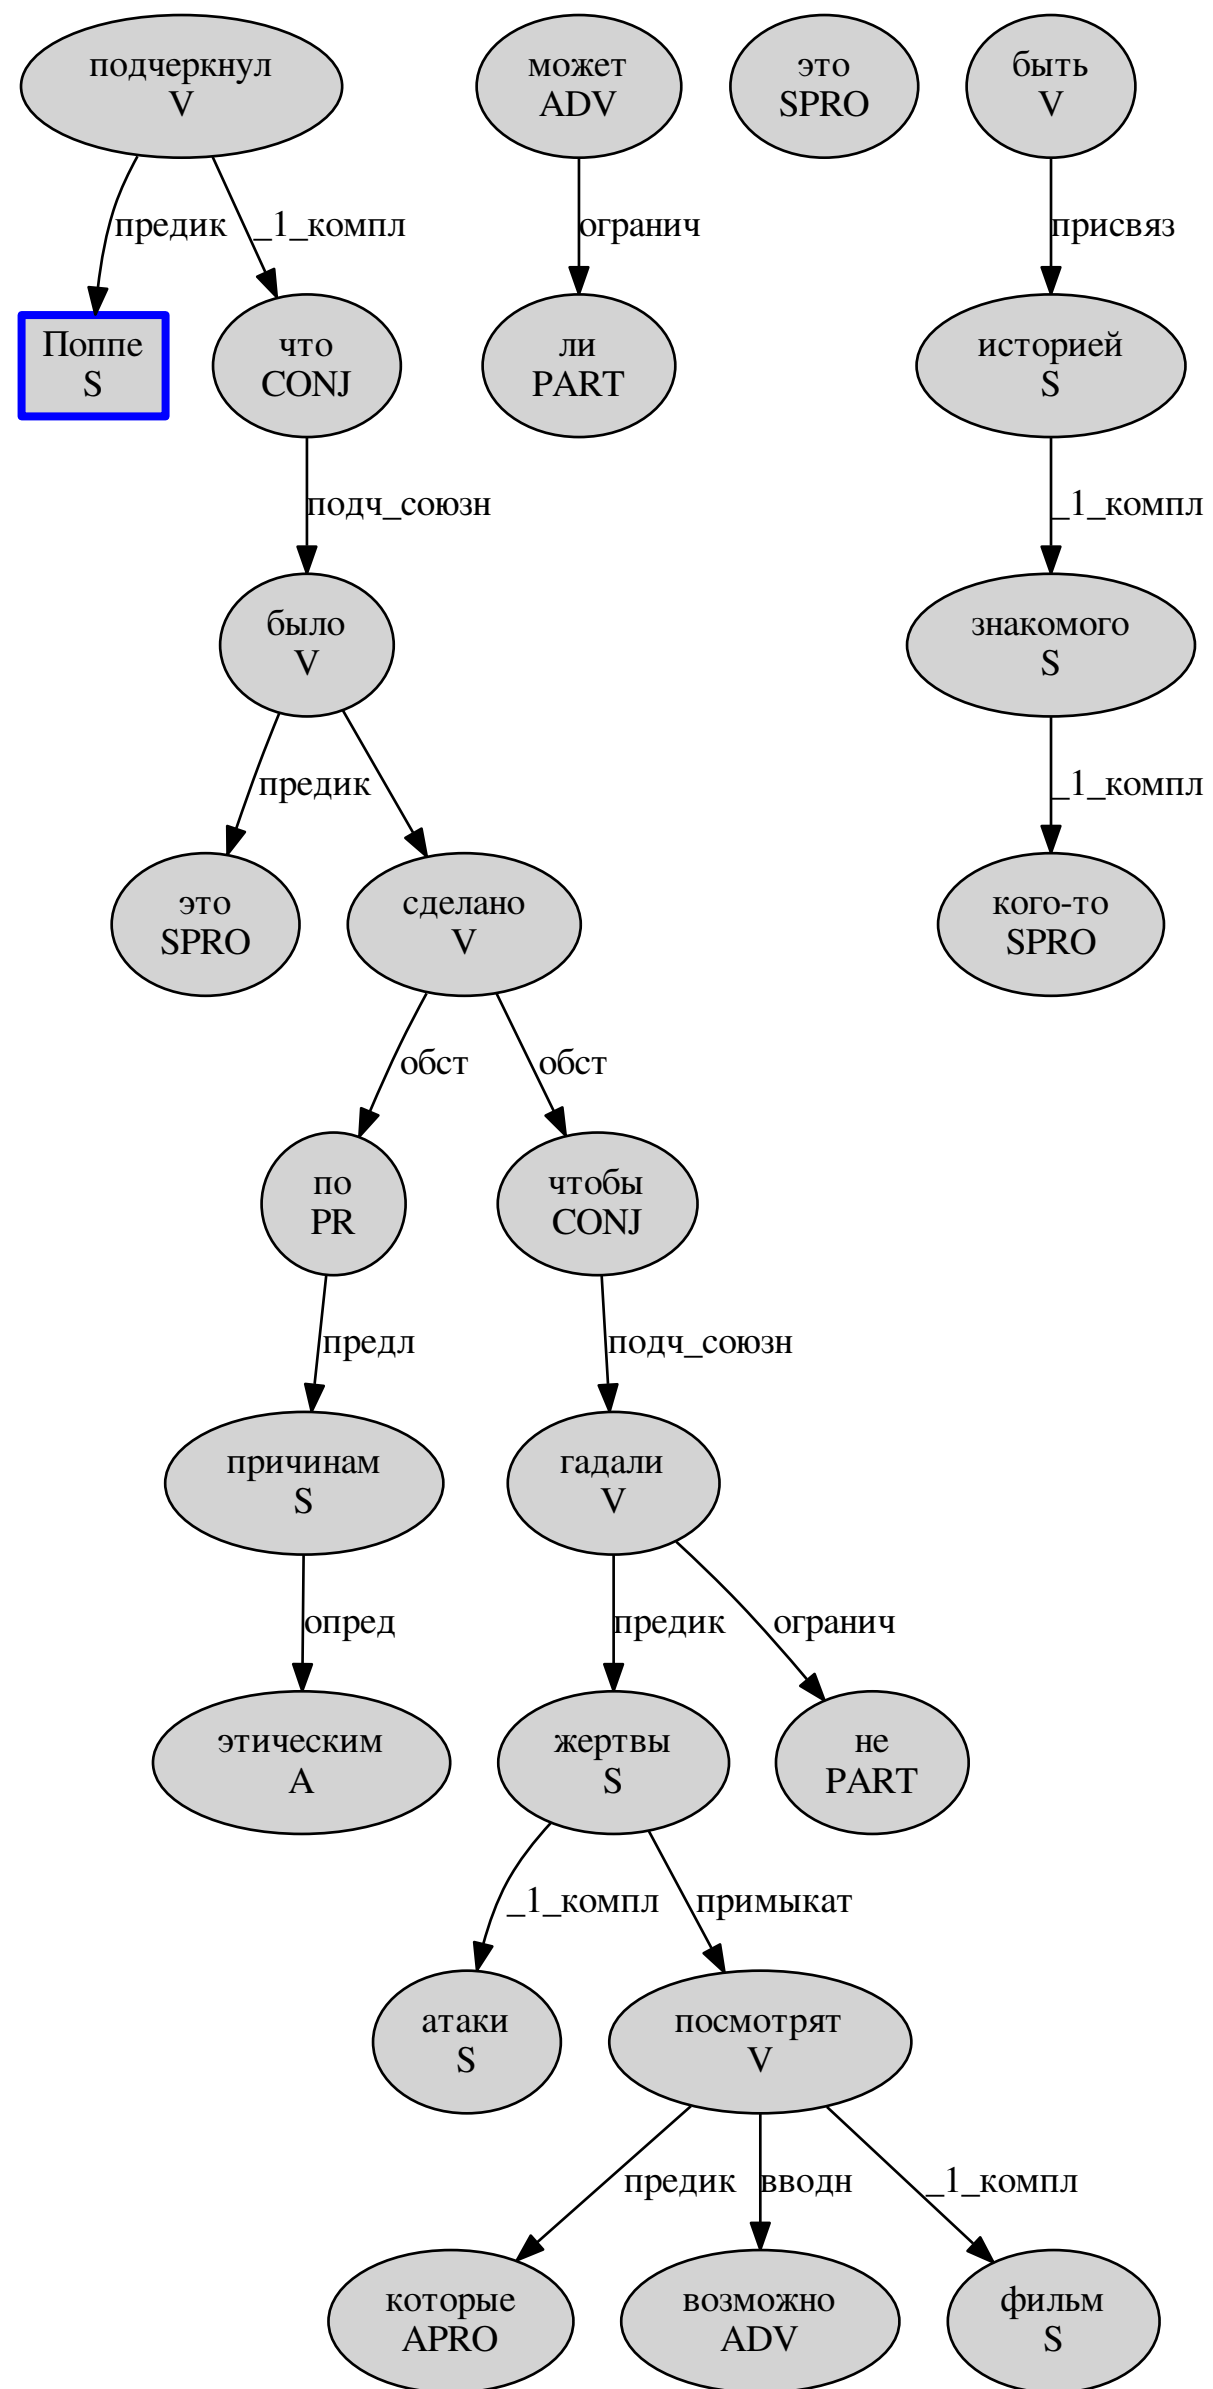 подчеркнул
V
может
ADV
это
SPRO
быть
V
предик
_1_компл
огранич
присвяз
Поппе
S
что
CONJ
ли
PART
историей
S
подч_союзн
_1_компл
было
V
знакомого
S
предик
_1_компл
это
SPRO
сделано
V
кого-то
SPRO
обст
обст
по
PR
чтобы
CONJ
предл
подч_союзн
причинам
S
гадали
V
опред
предик
огранич
этическим
A
жертвы
S
не
PART
_1_компл
примыкат
атаки
S
посмотрят
V
предик
вводн
_1_компл
которые
APRO
возможно
ADV
фильм
S